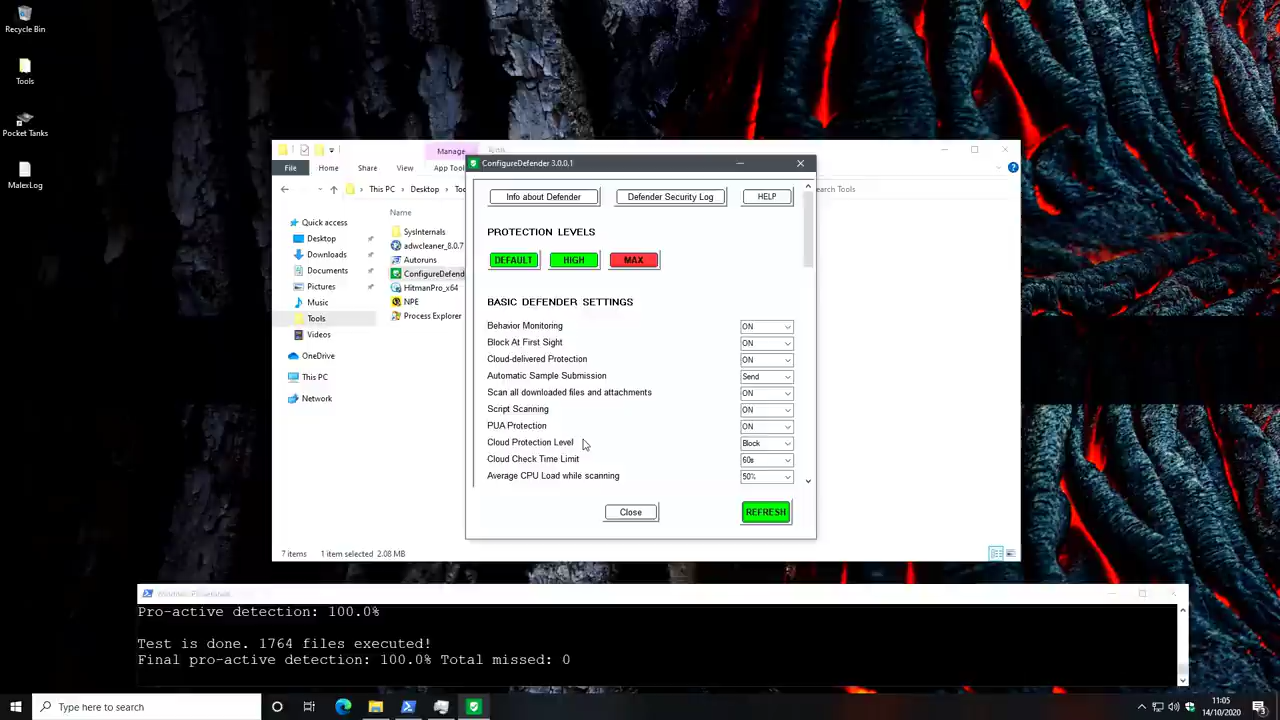 Recycle Bin
Tools
Pocket Tanks
MalexLog
Manage
File
Home
Share
View
App Tool
This PC
Desktop
Too
earch Tools
Quick access
Desktop
Downloads
Documents
Pictures
Music
Tools
Videos
OneDrive
This PC
Network
Name
SysInternals
adwcleaner_8.0.7
Autoruns
ConfigureDefend
HitmanPro_x64
NPE
Process Explorer
7 items
1 item selected 2.08 MB
ConfigureDefender 3.0.0.1
Info about Defender
Defender Security Log
HELP
PROTECTION LEVELS
DEFAULT
HIGH
MAX
BASIC DEFENDER SETTINGS
Behavior Monitoring ON
Block At First Sight ON
Cloud-delivered Protection ON
Automatic Sample Submission Send
Scan all downloaded files and attachments ON
Script Scanning ON
PUA Protection ON
Cloud Protection Level Block
Cloud Check Time Limit 60s
Average CPU Load while scanning 50%
Close
REFRESH
Windows PowerShell
Pro-active detection: 100.0%
Test is done. 1764 files executed!
Final pro-active detection: 100.0% Total missed: 0
Type here to search
11:05
14/10/2020
3